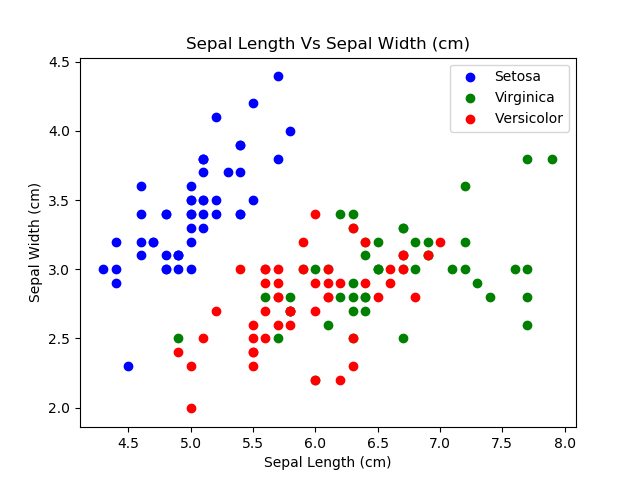 Sepal Length Vs Sepal Width (cm)
Setosa
Virginica
Versicolor
Sepal Width (cm)
4.5
4.0
3.5
3.0
2.5
2.0
4.5 5.0 5.5 6.0 6.5 7.0 7.5 8.0
Sepal Length (cm)